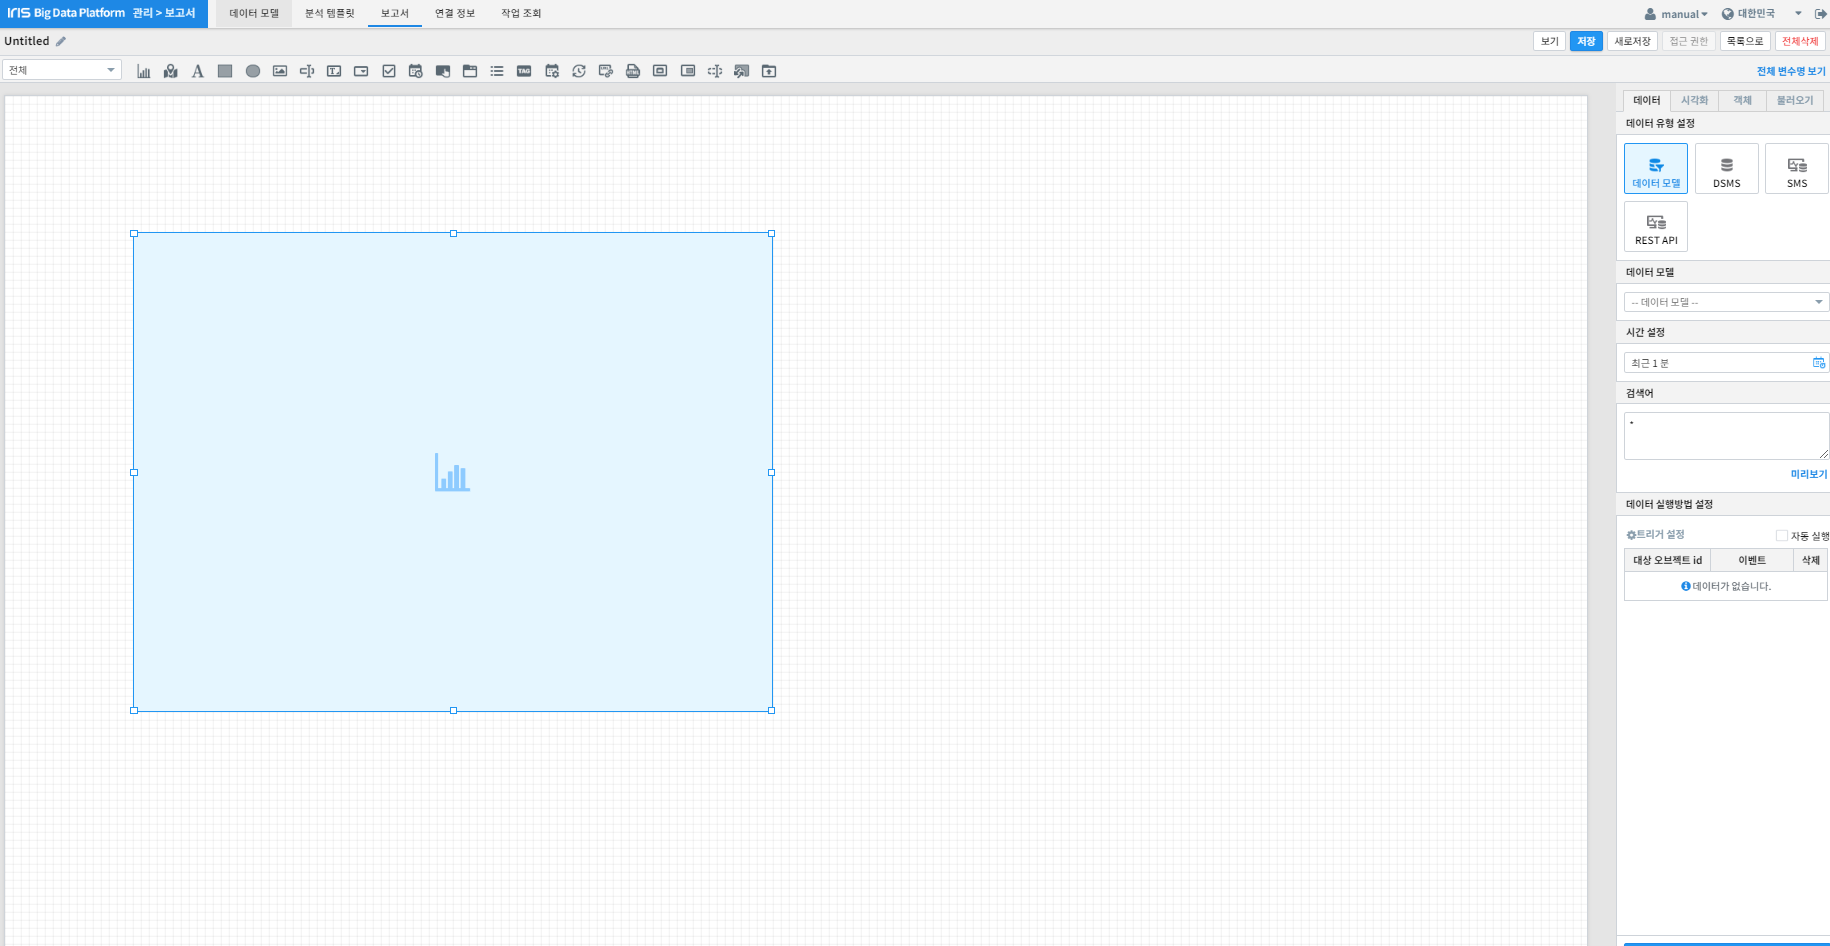 IRIS Big Data Platform 관리 > 보고서 데이터 모델 분석 템플릿 보고서 연결 정보 작업 조회 manual 대한민국
Untitled 보기 저장 새로저장 접근 권한 목록으로 전체삭제
전체 A T TAG HTML 전체 변수명 보기
데이터 시각화 객체 불러오기
데이터 유형 설정
데이터 모델 DSMS SMS
REST API
데이터 모델
-- 데이터 모델 --
시간 설정
최근 1 분
검색어
*
미리보기
데이터 실행방법 설정
트리거 설정 자동 실행
대상 오브젝트 id 이벤트 삭제
데이터가 없습니다.